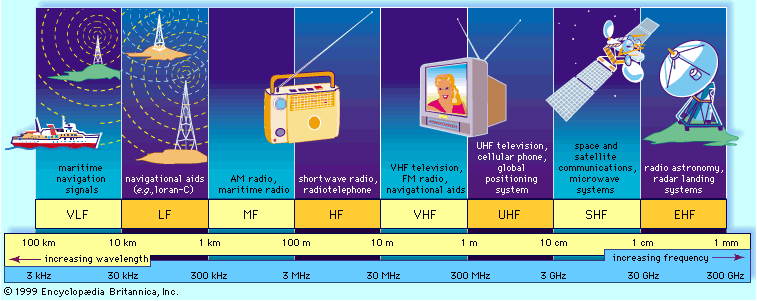 maritime
navigation
signals
navigational aids
(e.g., loran-C)
AM radio,
maritime radio
shortwave radio,
radiotelephone
VHF television,
FM radio,
navigational aids
UHF television,
cellular phone,
global
positioning
system
space and
satellite
communications,
microwave
systems
radio astronomy,
radar landing
systems
VLF LF MF HF VHF UHF SHF EHF
100 km 10 km 1 km 100 m 10 m 1 m 10 cm 1 cm 1 mm
increasing wavelength increasing frequency
3 kHz 30 kHz 300 kHz 3 MHz 30 MHz 300 MHz 3 GHz 30 GHz 300 GHz
© 1999 Encyclopædia Britannica, Inc.